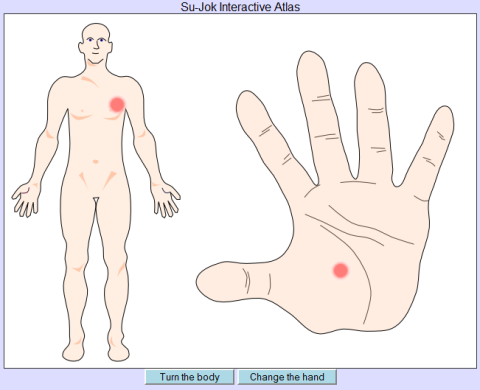 Su-Jok Interactive Atlas
Turn the body
Change the hand